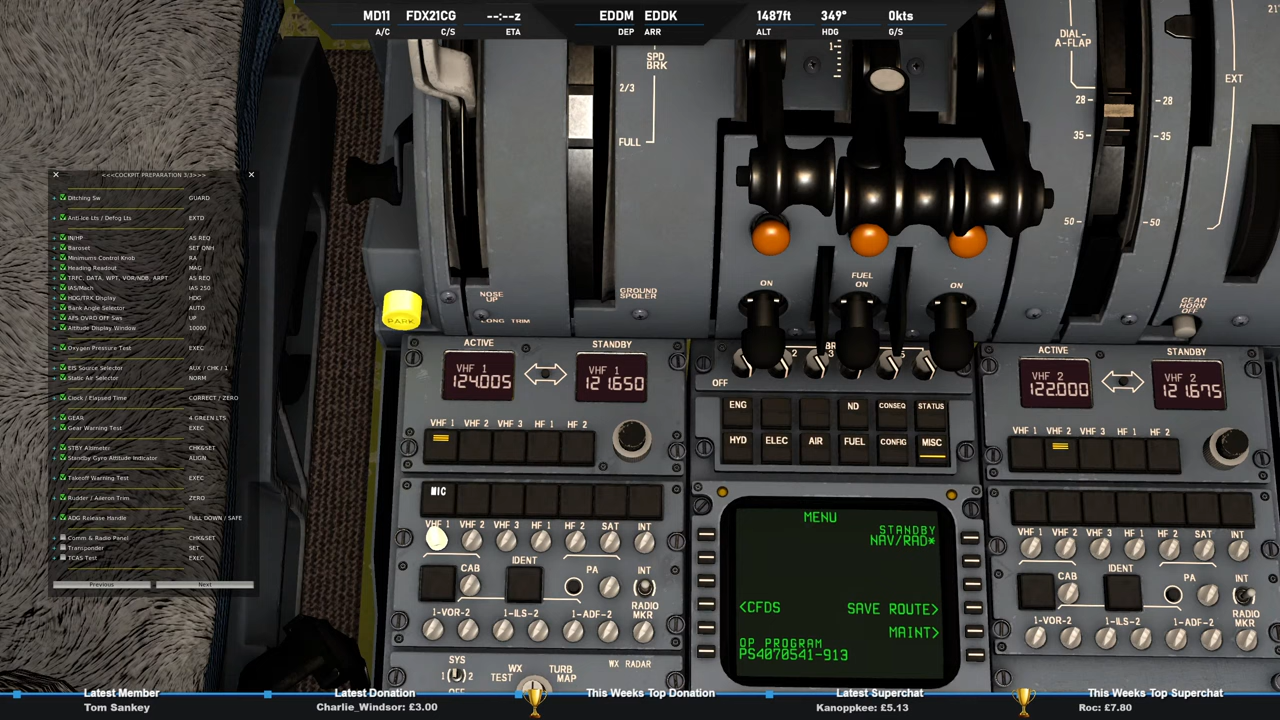 MD11 FDX21CG --:--z EDDM EDDK 1487ft 349° 0kts
A/C C/S ETA DEP ARR ALT HDG G/S
SPD
BRK
2/3
FULL
1
DIAL-
A-FLAP
EXT
28 28
35 35
50 50
<<<COCKPIT PREPARATION 3/3>>>
Ditching Sw GUARD
Anti-Ice Lts / Defog Lts EXTD
IN/HP AS REQ
Baroset SET QNH
Minimums Control Knob RA
Heading Readout MAG
TRFC, DATA, WPT, VOR/NDB, ARPT AS REQ
IAS/Mach IAS 250
HDG/TRK Display HDG
Bank Angle Selector AUTO
AFS OVRD OFF Sws UP
Altitude Display Window 10000
Oxygen Pressure Test EXEC
EIS Source Selector AUX / CHK / 1
Static Air Selector NORM
Clock / Elapsed Time CORRECT / ZERO
GEAR 4 GREEN LTS
Gear Warning Test EXEC
STBY Altimeter CHK&SET
Standby Gyro Altitude Indicator ALIGN
Takeoff Warning Test EXEC
Rudder / Aileron Trim ZERO
ADG Release Handle FULL DOWN / SAFE
Comm & Radio Panel CHK&SET
Transponder SET
TCAS Test EXEC
Previous Next
PARK
NOSE
UP
LONG TRIM
GROUND
SPOILER
FUEL
ON ON ON
GEAR
HORN
OFF
ACTIVE STANDBY
VHF 1 VHF 1
124.005 121.650
VHF 1 VHF 2 VHF 3 HF 1 HF 2
OFF
ENG ND CONSEQ STATUS
HYD ELEC AIR FUEL CONFIG MISC
ACTIVE STANDBY
VHF 2 VHF 2
122.000 121.675
VHF 1 VHF 2 VHF 3 HF 1 HF 2
MIC
VHF 1 VHF 2 VHF 3 HF 1 HF 2 SAT INT
CAB IDENT PA INT
RADIO
MKR
1-VOR-2 1-ILS-2 1-ADF-2
SYS
1 2
OFF
WX
TEST
TURB
MAP
WX RADAR
MENU
STANDBY
NAV/RAD*
<CFDS SAVE ROUTE>
MAINT>
OP PROGRAM
PS4070541-913
VHF 1 VHF 2 VHF 3 HF 1 HF 2 SAT INT
CAB IDENT PA INT
RADIO
MKR
1-VOR-2 1-ILS-2 1-ADF-2
Latest Member Latest Donation This Weeks Top Donation Latest Superchat This Weeks Top Superchat
Tom Sankey Charlie_Windsor: £3.00 Kanoppkee: £5.13 Roc: £7.80